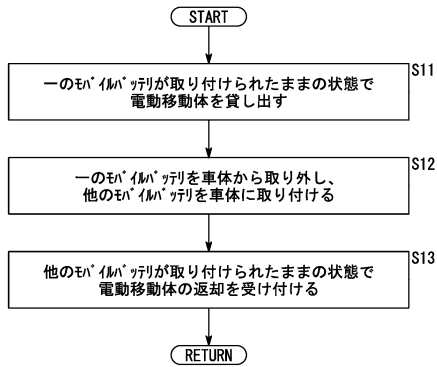 START
S11
一のﾓﾊﾞｲﾙﾊﾞｯﾃﾘが取り付けられたままの状態で
電動移動体を貸し出す
S12
一のﾓﾊﾞｲﾙﾊﾞｯﾃﾘを車体から取り外し、
他のﾓﾊﾞｲﾙﾊﾞｯﾃﾘを車体に取り付ける
S13
他のﾓﾊﾞｲﾙﾊﾞｯﾃﾘが取り付けられたままの状態で
電動移動体の返却を受け付ける
RETURN